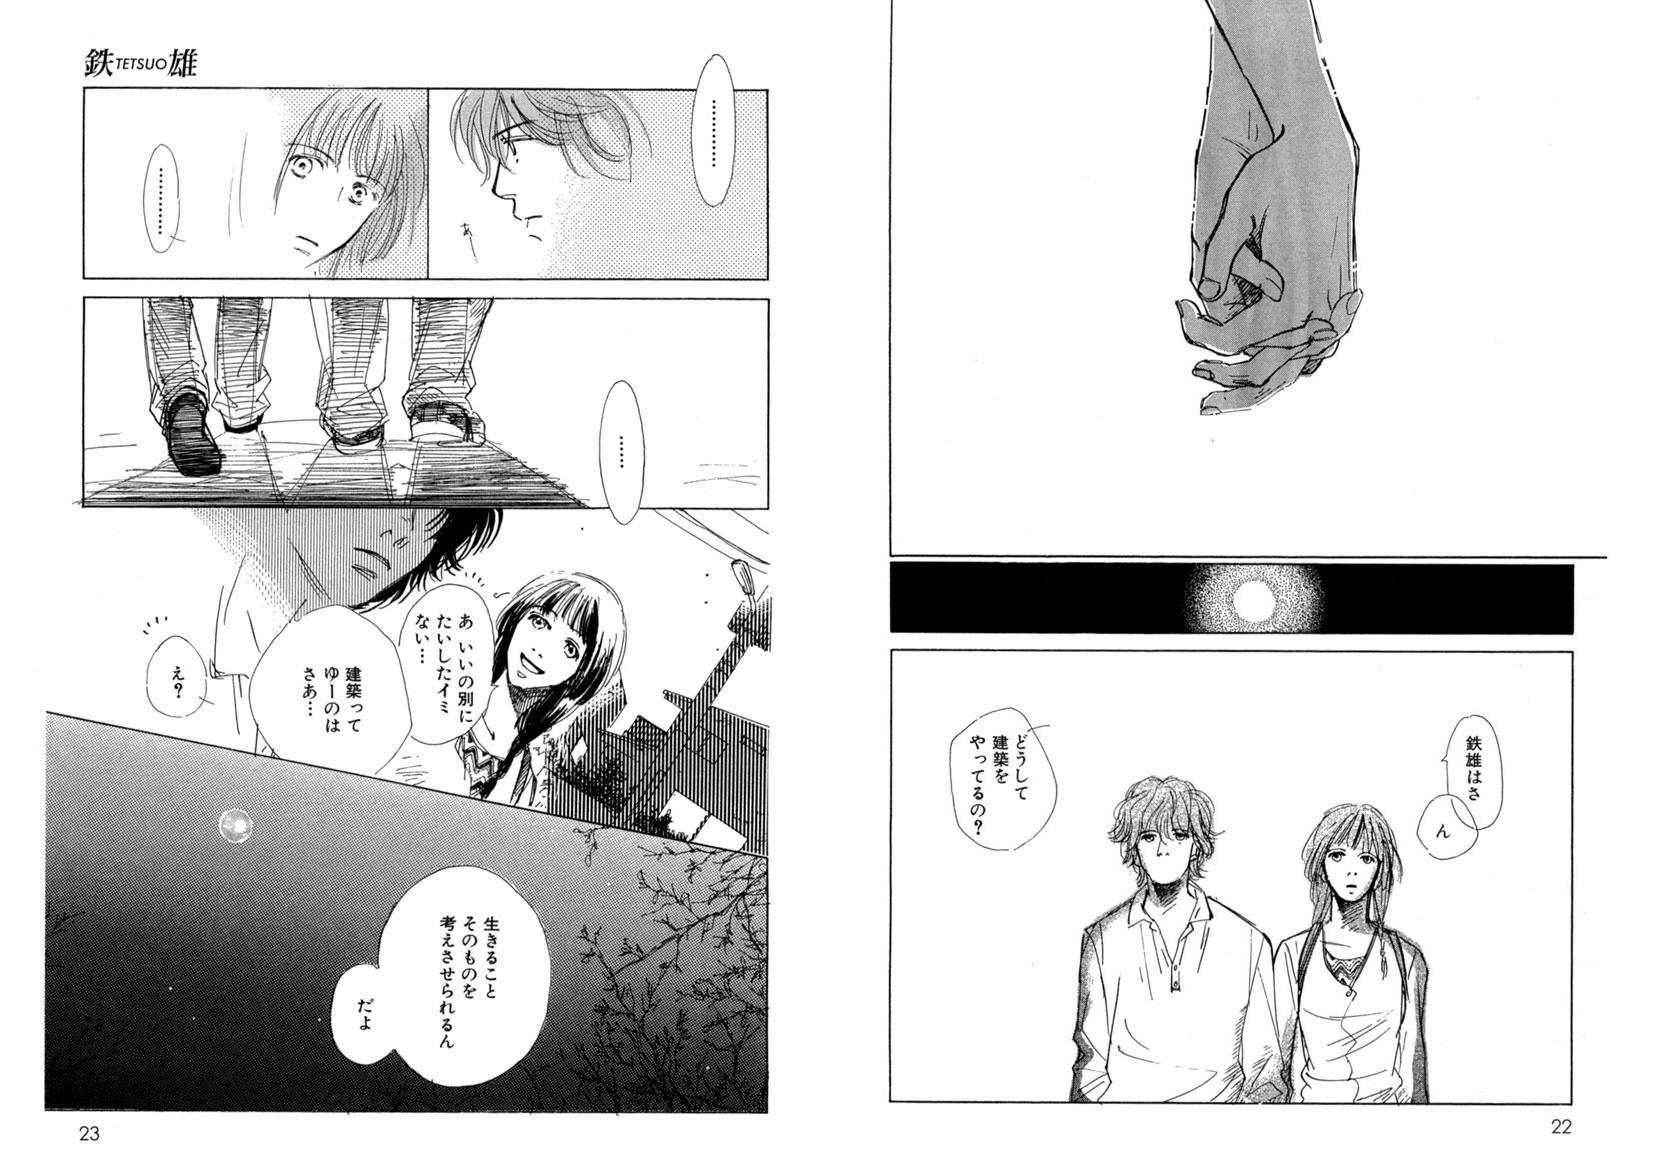 鉄雄はさ
ん
どうして
建築を
やってるの？
22
鉄TETSUO雄
…………
あ
…………
……
あ いいの別に
たいしたイミ
ない…
建築って
ゆーのは
さあ…
え？
生きること
そのものを
考えさせられるん
だよ
23